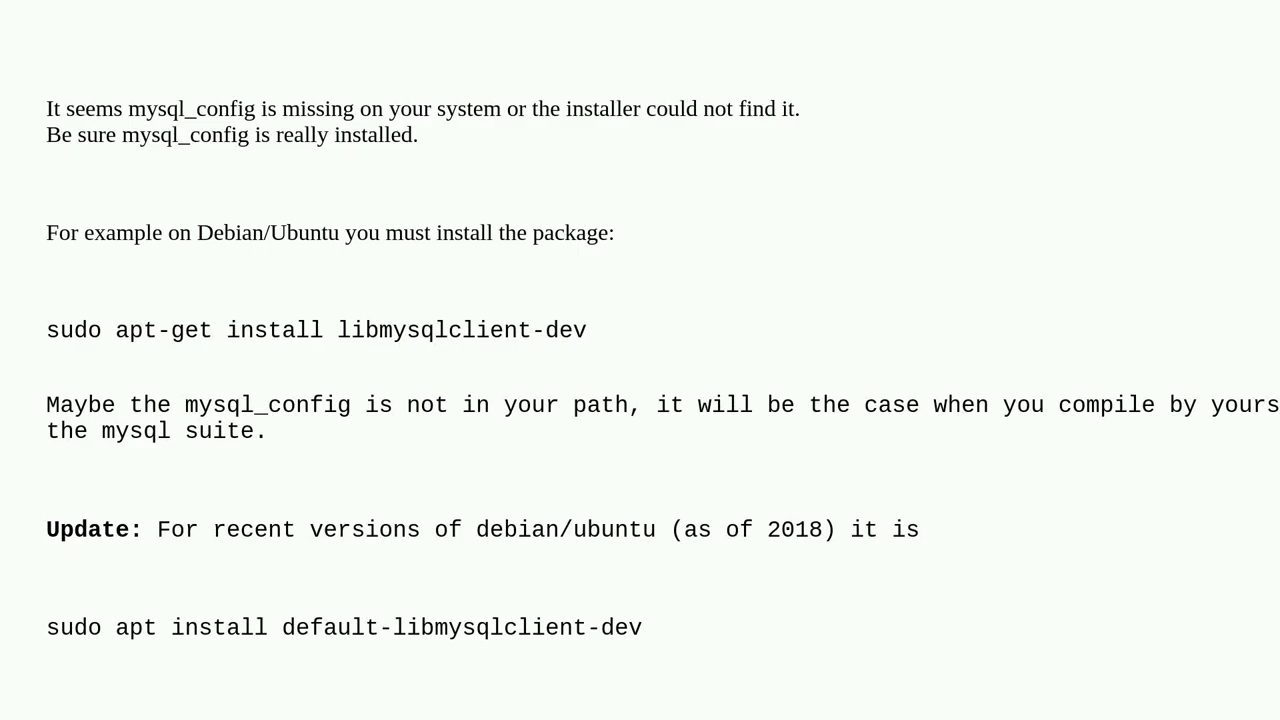 It seems mysql_config is missing on your system or the installer could not find it.
Be sure mysql_config is really installed.
For example on Debian/Ubuntu you must install the package:
sudo apt-get install libmysqlclient-dev
Maybe the mysql_config is not in your path, it will be the case when you compile by yours
the mysql suite.
Update: For recent versions of debian/ubuntu (as of 2018) it is
sudo apt install default-libmysqlclient-dev